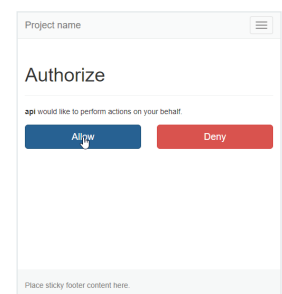 Project name
Authorize
api would like to perform actions on your behalf.
Allow
Deny
Place sticky footer content here.